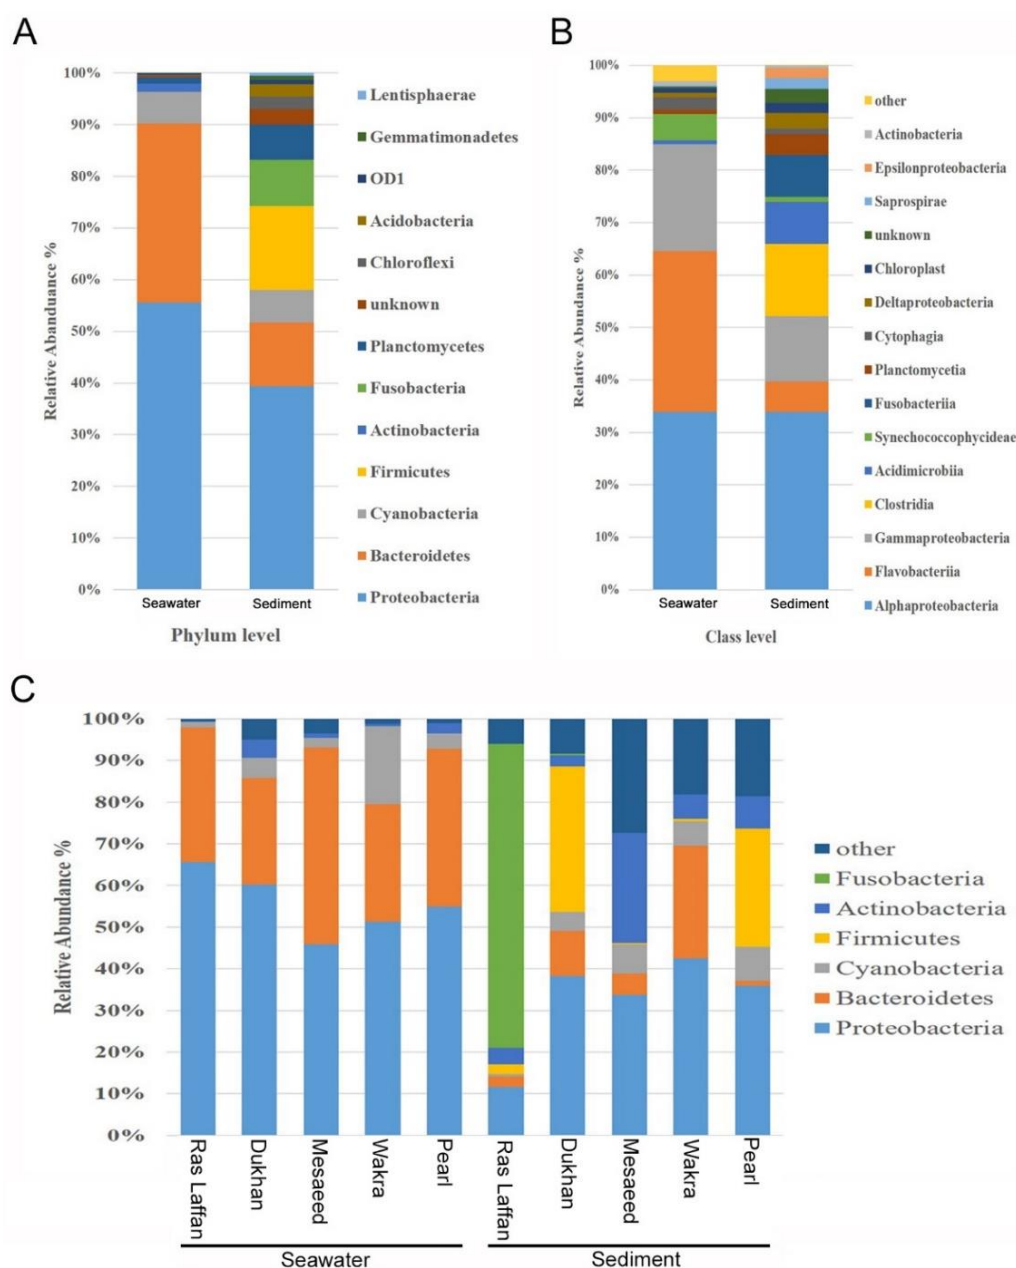 A
100%
90%
80%
70%
60%
50%
40%
30%
20%
10%
0%
Relative Abanduance %
Seawater
Sediment
Phylum level
Lentisphaerae
Gemmatimonadetes
OD1
Acidobacteria
Chloroflexi
unknown
Planctomycetes
Fusobacteria
Actinobacteria
Firmicutes
Cyanobacteria
Bacteroidetes
Proteobacteria
B
100%
90%
80%
70%
60%
50%
40%
30%
20%
10%
0%
Relative Abundance %
Seawater
Sediment
Class level
other
Actinobacteria
Epsilonproteobacteria
Saprospirae
unknown
Chloroplast
Deltaproteobacteria
Cytophagia
Planctomycetia
Fusobacteriia
Synechococcophycideae
Acidimicrobiia
Clostridia
Gammaproteobacteria
Flavobacteriia
Alphaproteobacteria
C
100%
90%
80%
70%
60%
50%
40%
30%
20%
10%
0%
Relative Abundance %
Ras Laffan
Dukhan
Mesaeed
Wakra
Pearl
Ras Laffan
Dukhan
Mesaeed
Wakra
Pearl
Seawater
Sediment
other
Fusobacteria
Actinobacteria
Firmicutes
Cyanobacteria
Bacteroidetes
Proteobacteria